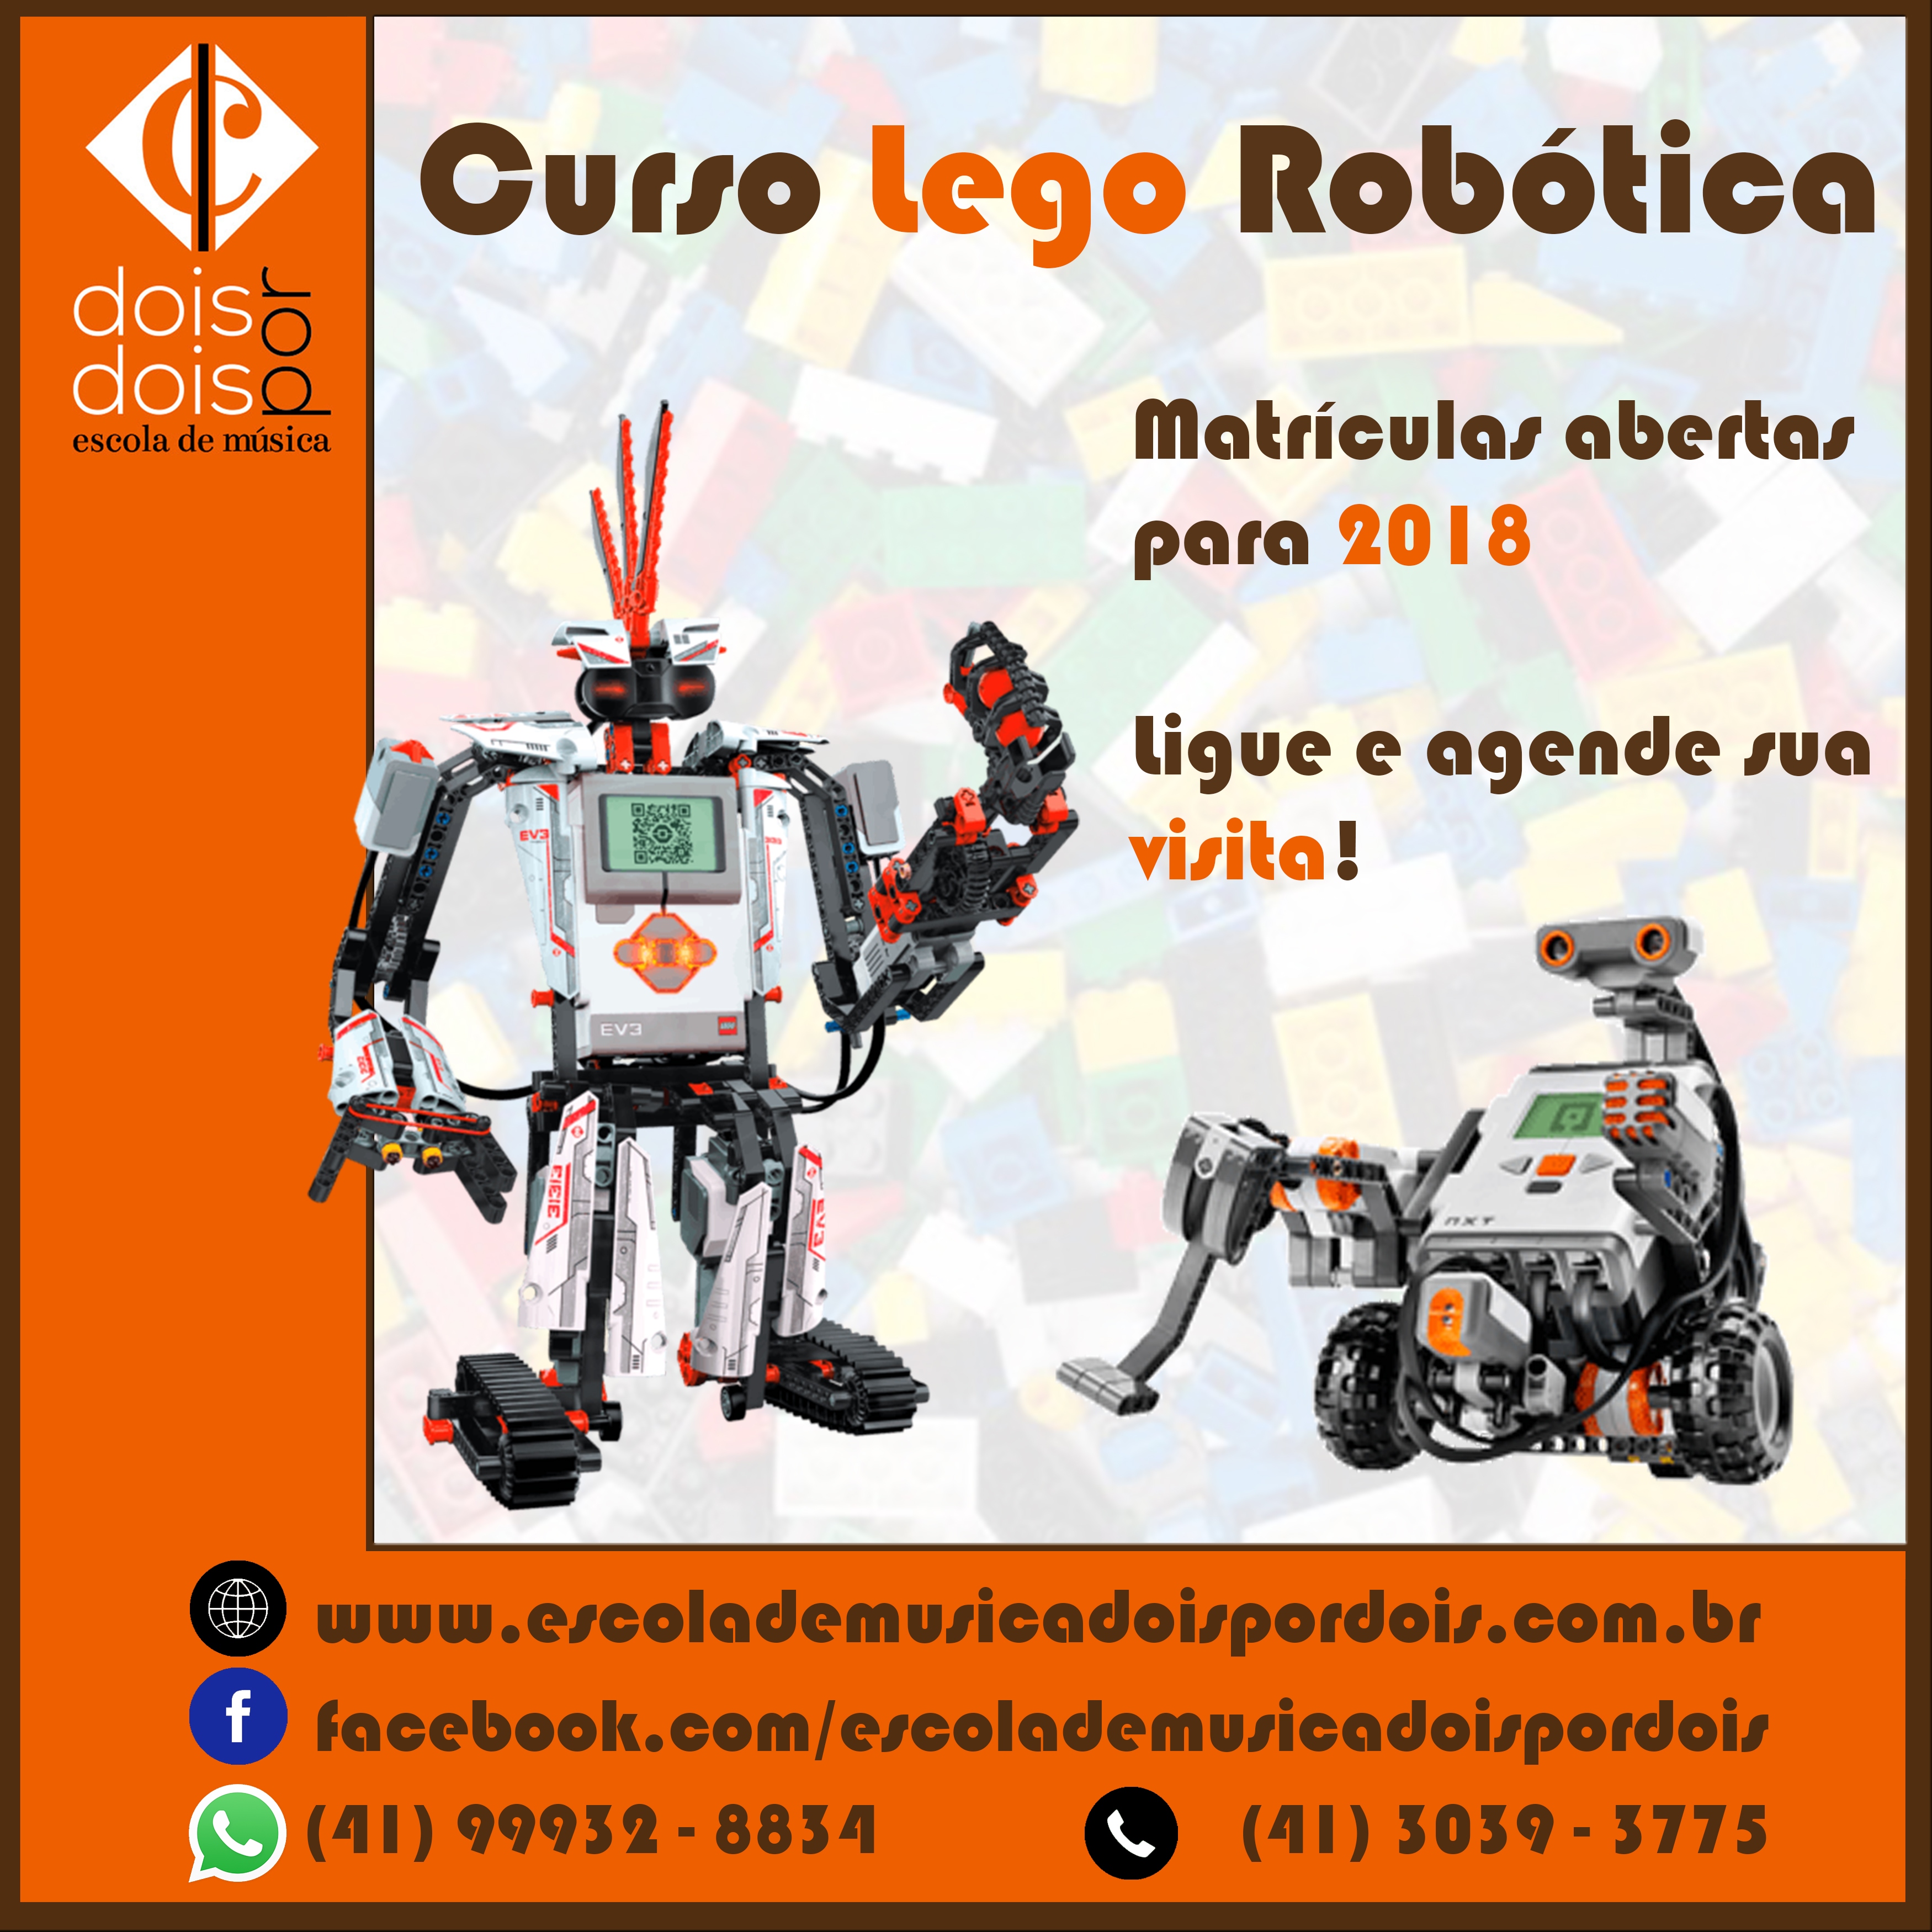 dois
dois
por
escola de música
Curso Lego Robótica
Matrículas abertas
para 2018
Ligue e agende sua
visita!
EV3
EV3
EV3
NXT
www.escolademusicadoispordois.com.br
facebook.com/escolademusicadoispordois
(41) 99932-8834
(41) 3039-3775